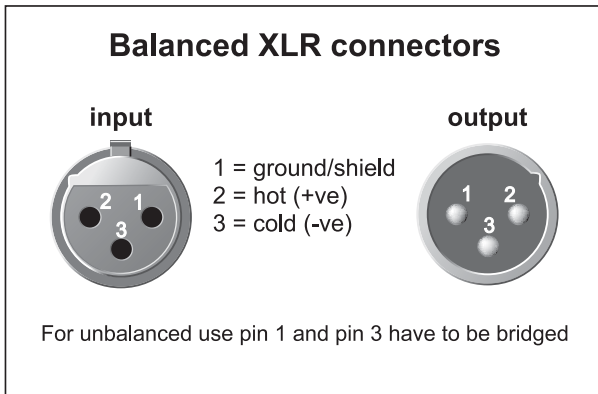 Balanced XLR connectors
input
output
2 1
3
1 = ground/shield
2 = hot (+ve)
3 = cold (-ve)
1 2
3
For unbalanced use pin 1 and pin 3 have to be bridged